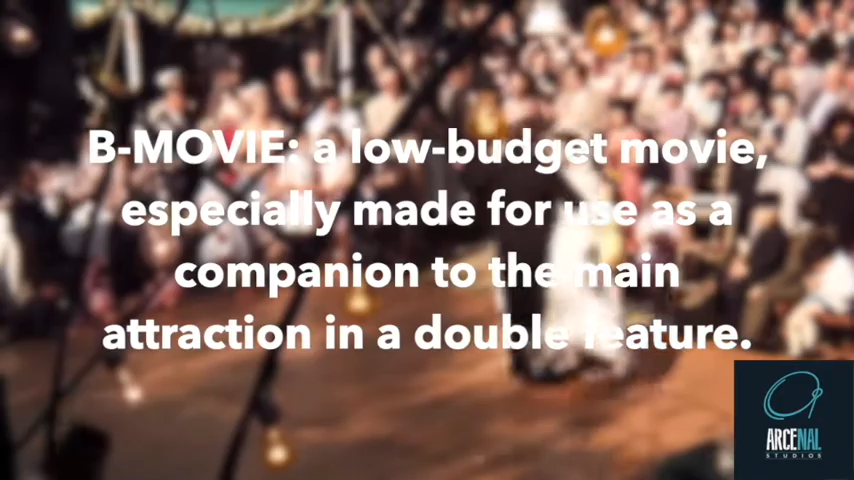 B-MOVIE: a low-budget movie,
especially made for use as a
companion to the main
attraction in a double feature.
ARCENAL
STUDIOS